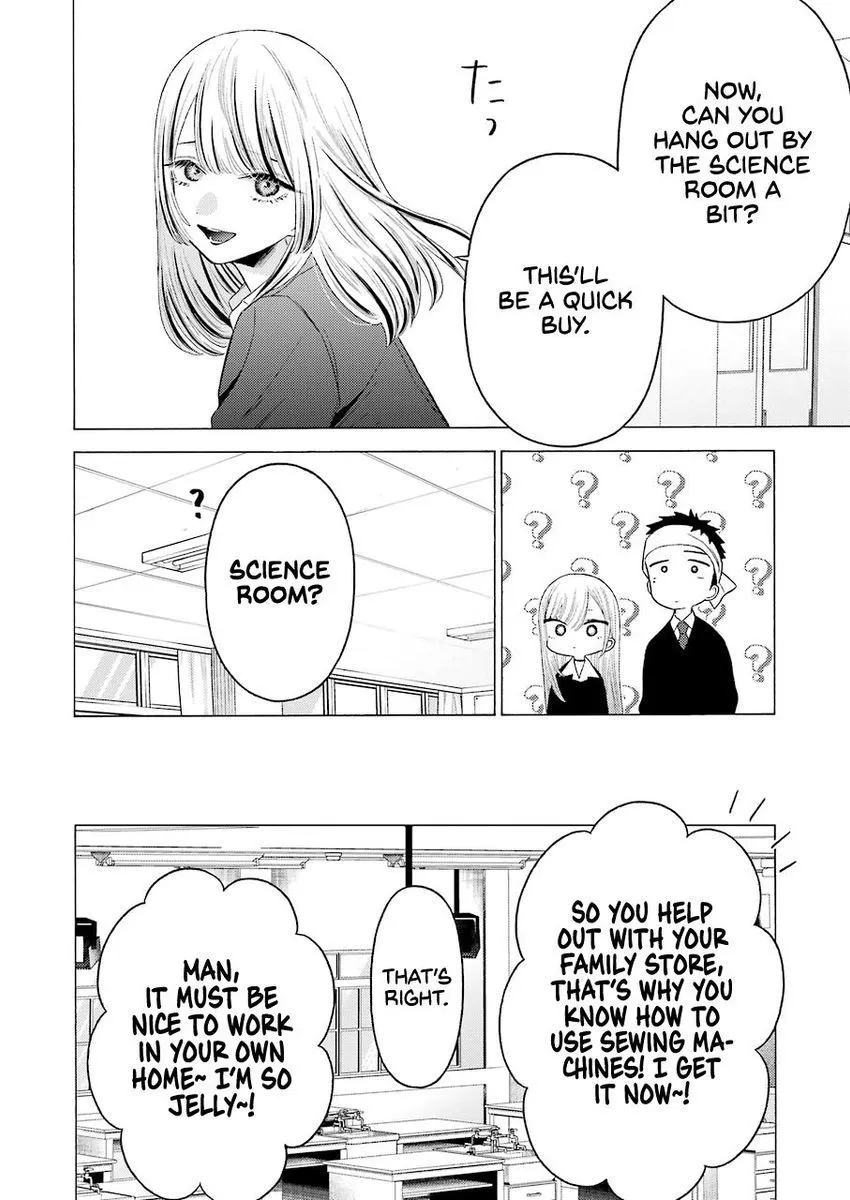 NOW,
CAN YOU
HANG OUT BY
THE SCIENCE
ROOM A
BIT?
THIS'LL
BE A QUICK
BUY.
たっ
?
?
?
?
?
?
?
?
?
?
?
?
SCIENCE
ROOM?
?
SO YOU HELP
OUT WITH YOUR
FAMILY STORE,
THAT'S WHY YOU
KNOW HOW TO
USE SEWING MA-
CHINES! I GET
IT NOW~!
THAT'S
RIGHT.
MAN,
IT MUST BE
NICE TO WORK
IN YOUR OWN
HOME~ I'M SO
JELLY~!